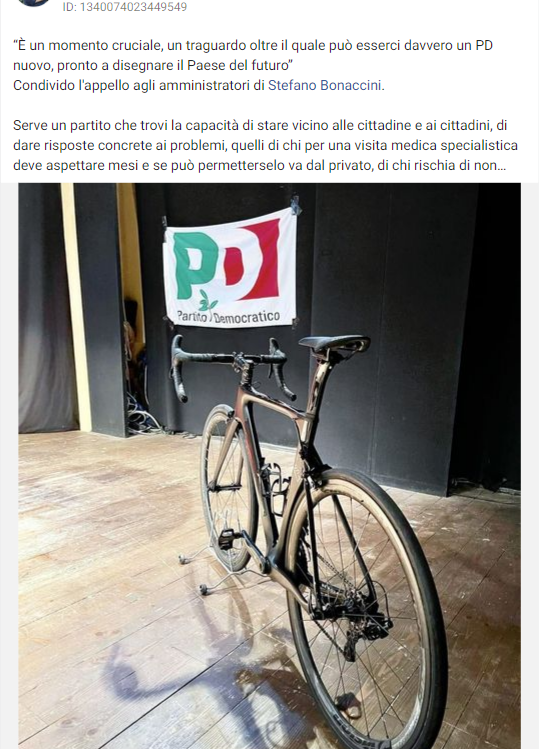 ID: 1340074023449549
“È un momento cruciale, un traguardo oltre il quale può esserci davvero un PD
nuovo, pronto a disegnare il Paese del futuro”
Condivido l'appello agli amministratori di Stefano Bonaccini.
Serve un partito che trovi la capacità di stare vicino alle cittadine e ai cittadini, di
dare risposte concrete ai problemi, quelli di chi per una visita medica specialistica
deve aspettare mesi e se può permetterselo va dal privato, di chi rischia di non...
PD
Partito Democratico